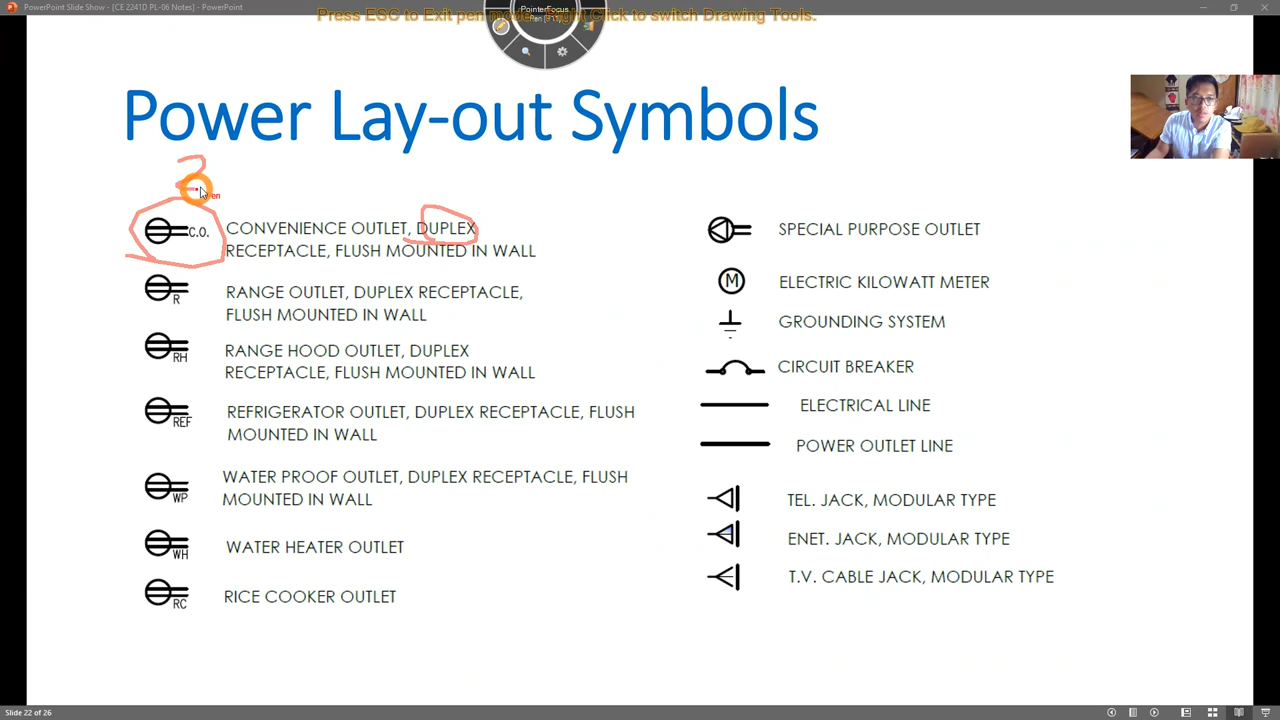 PowerPoint Slide Show - [CE 2241D PL-06 Notes] - PowerPoint
Press ESC to Exit pen mode, Right Click to switch Drawing Tools.
PointerFocus
Pen (F11)
Power Lay-out Symbols
2
Pen
C.O. CONVENIENCE OUTLET, DUPLEX
RECEPTACLE, FLUSH MOUNTED IN WALL
R RANGE OUTLET, DUPLEX RECEPTACLE,
FLUSH MOUNTED IN WALL
RH RANGE HOOD OUTLET, DUPLEX
RECEPTACLE, FLUSH MOUNTED IN WALL
REF REFRIGERATOR OUTLET, DUPLEX RECEPTACLE, FLUSH
MOUNTED IN WALL
WP WATER PROOF OUTLET, DUPLEX RECEPTACLE, FLUSH
MOUNTED IN WALL
WH WATER HEATER OUTLET
RC RICE COOKER OUTLET
SPECIAL PURPOSE OUTLET
M ELECTRIC KILOWATT METER
GROUNDING SYSTEM
CIRCUIT BREAKER
ELECTRICAL LINE
POWER OUTLET LINE
TEL. JACK, MODULAR TYPE
ENET. JACK, MODULAR TYPE
T.V. CABLE JACK, MODULAR TYPE
Slide 22 of 26